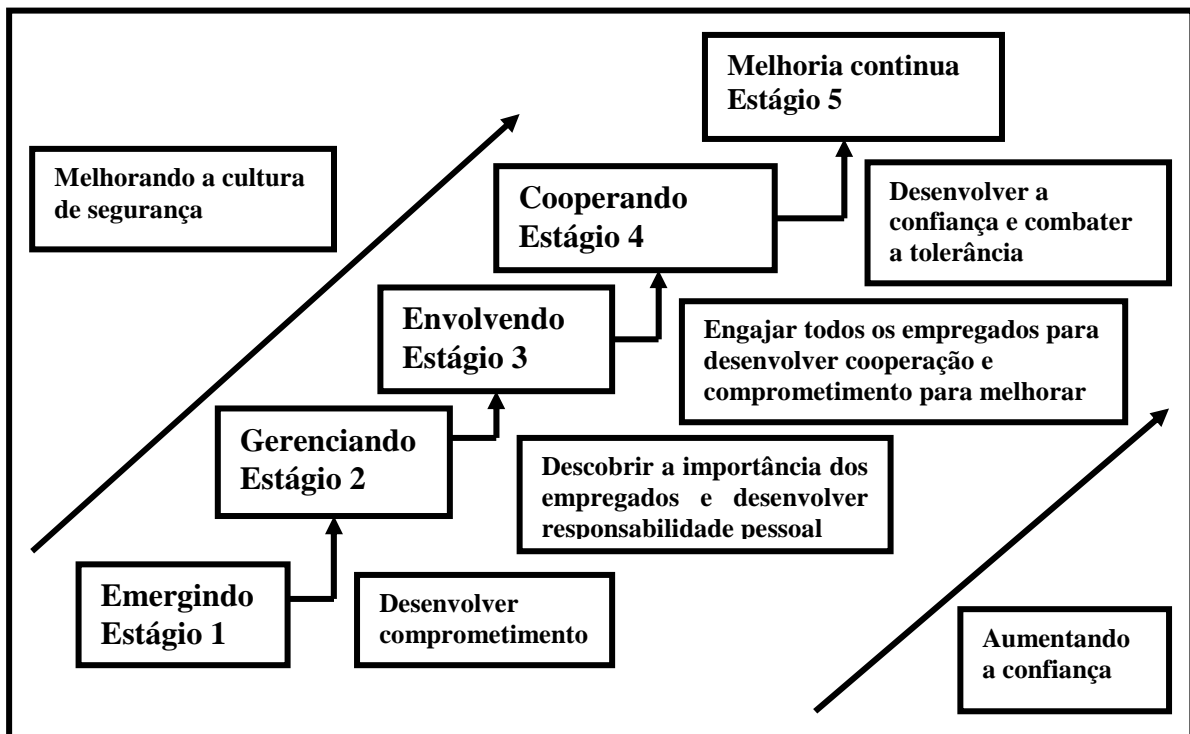 Melhoria continua
Estágio 5
Melhorando a cultura
de segurança
Cooperando
Estágio 4
Desenvolver a
confiança e combater
a tolerância
Envolvendo
Estágio 3
Engajar todos os empregados para
desenvolver cooperação e
comprometimento para melhorar
Gerenciando
Estágio 2
Descobrir a importância dos
empregados e desenvolver
responsabilidade pessoal
Emergindo
Estágio 1
Desenvolver
comprometimento
Aumentando
a confiança